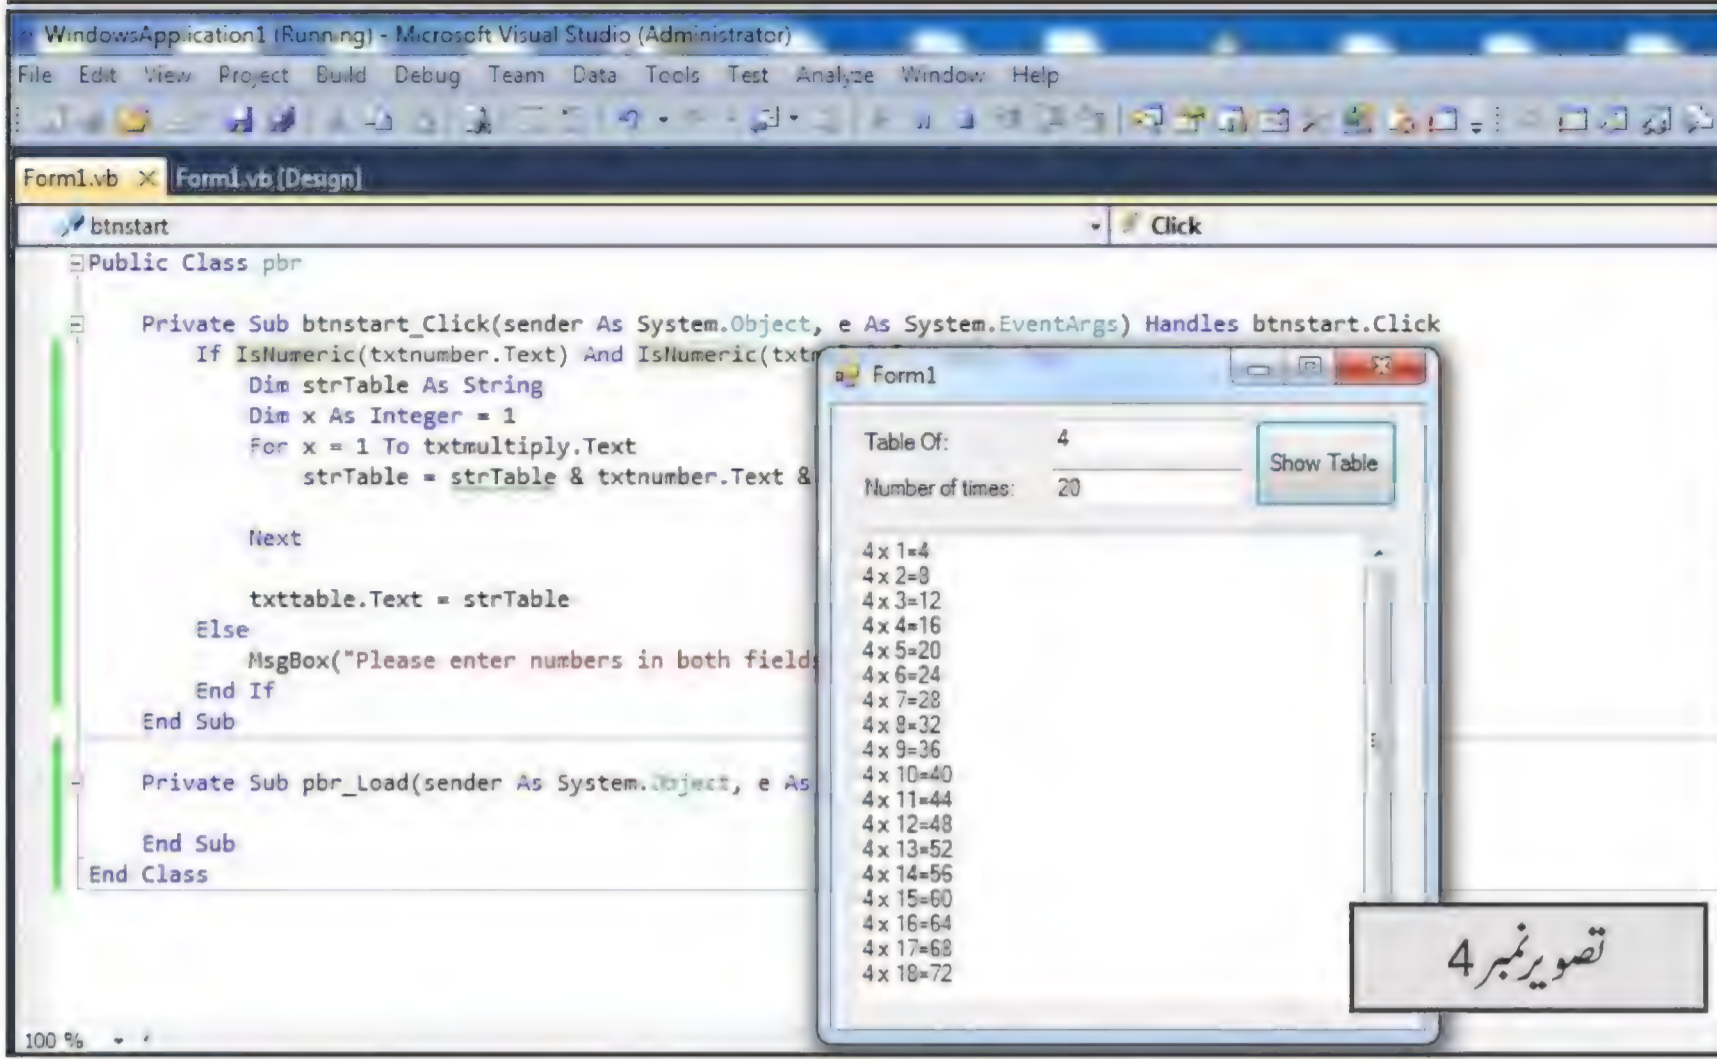 WindowsApplication1 (Running) - Microsoft Visual Studio (Administrator)
File Edit View Project Build Debug Team Data Tools Test Analyze Window Help
Form1.vb Form1.vb [Design]
btnstart Click
Public Class pbr
Private Sub btnstart_Click(sender As System.Object, e As System.EventArgs) Handles btnstart.Click
If IsNumeric(txtnumber.Text) And IsNumeric(
Dim strTable As String
Dim x As Integer = 1
For x = 1 To txtmultiply.Text
strTable = strTable & txtnumber.Text &
Next
txttable.Text = strTable
Else
MsgBox("Please enter numbers in both field
End If
End Sub
Private Sub pbr_Load(sender As System.Object, e As
End Sub
End Class
100 %
Form1
Table Of: 4
Number of times: 20
Show Table
4 x 1=4
4 x 2=8
4 x 3=12
4 x 4=16
4 x 5=20
4 x 6=24
4 x 7=28
4 x 8=32
4 x 9=36
4 x 10=40
4 x 11=44
4 x 12=48
4 x 13=52
4 x 14=56
4 x 15=60
4 x 16=64
4 x 17=68
4 x 18=72
تصویر نمبر 4